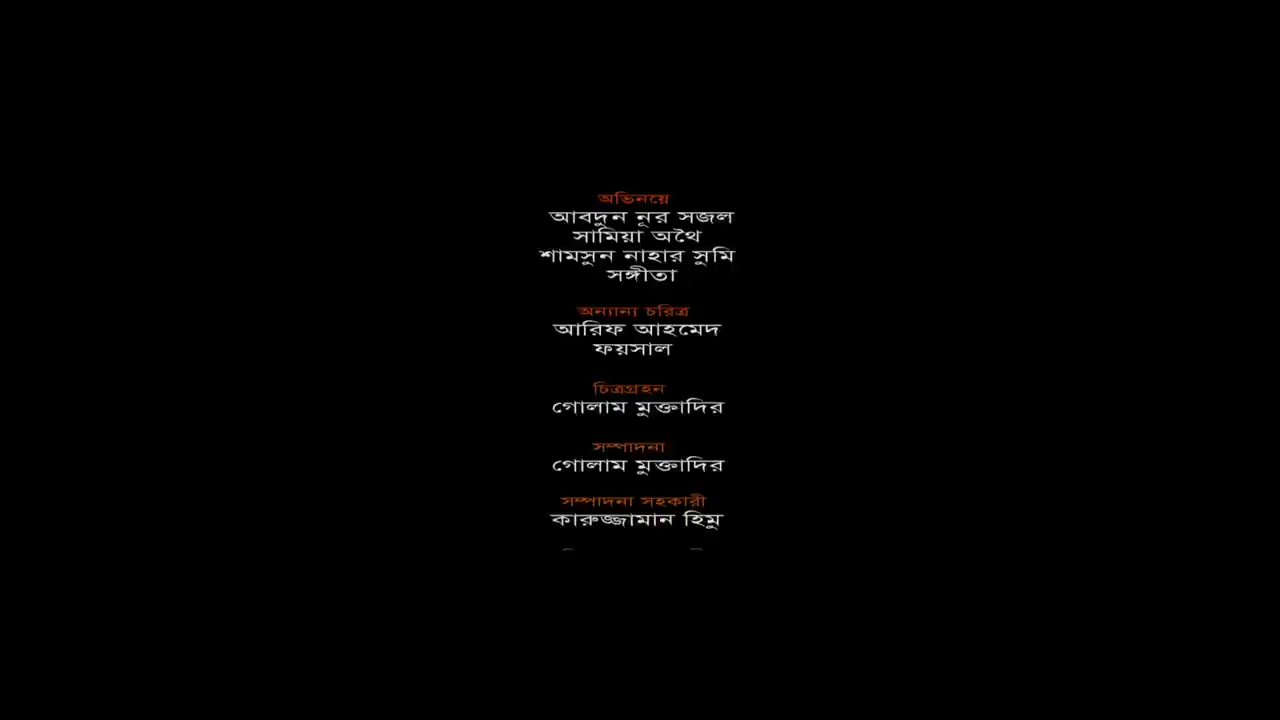 অভিনয়ে
আবদুন নূর সজল
সামিয়া অথৈ
শামসুন নাহার সুমি
সঙ্গীতা
অন্যান্য চরিত্র
আরিফ আহমেদ
ফয়সাল
চিত্রগ্রহন
গোলাম মুক্তাদির
সম্পাদনা
গোলাম মুক্তাদির
সম্পাদনা সহকারী
কারুজ্জামান হিমু